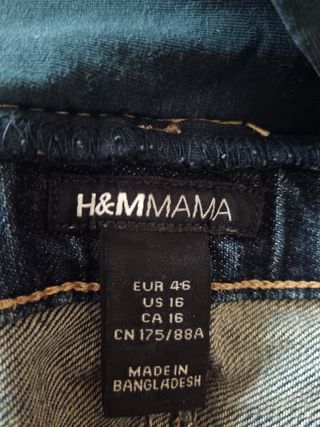 H&MMAMA
EUR 46
US 16
CA 16
CN 175/88A
MADE IN
BANGLADESH